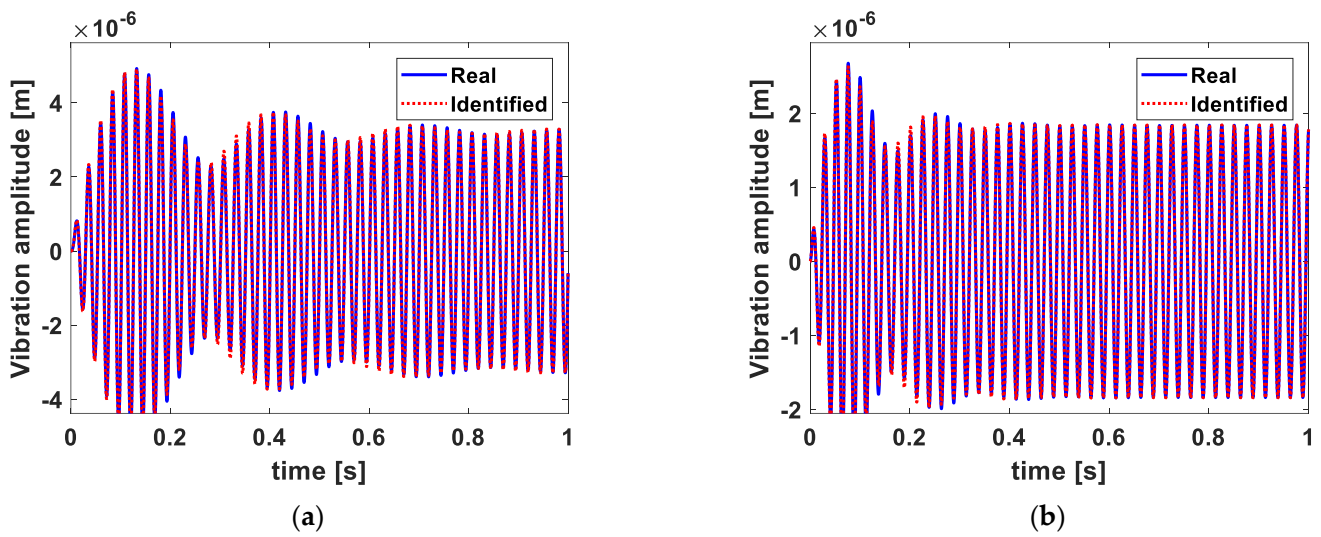 ×10⁻⁶
Vibration amplitude [m]
4
2
0
-2
-4
0 0.2 0.4 0.6 0.8 1
time [s]
Real
Identified
(a)
×10⁻⁶
Vibration amplitude [m]
2
1
0
-1
-2
0 0.2 0.4 0.6 0.8 1
time [s]
Real
Identified
(b)